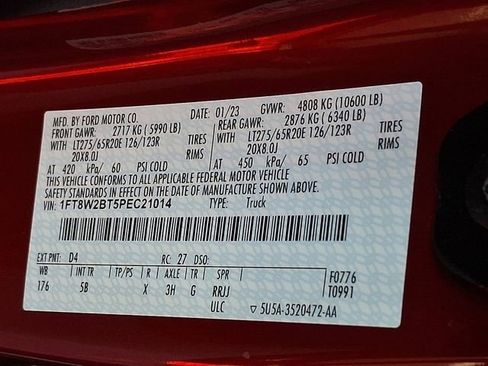 MFD. BY FORD MOTOR CO. 01/23 GVWR: 4808 KG (10600 LB)
FRONT GAWR: 2717 KG (5990 LB) REAR GAWR: 2876 KG (6340 LB)
WITH LT275/65R20E 126/123R TIRES WITH LT275/65R20E 126/123R TIRES
20X8.0J RIMS 20X8.0J RIMS
AT 420 kPa/ 60 PSI COLD AT 450 kPa/ 65 PSI COLD
THIS VEHICLE CONFORMS TO ALL APPLICABLE FEDERAL MOTOR VEHICLE
SAFETY STANDARDS IN EFFECT ON THE DATE OF MANUFACTURE SHOWN ABOVE.
VIN: 1FT8W2BT5PEC21014 TYPE: Truck
EXT PNT: D4 RC: 27 DSO:
WB INT TR TP/PS R AXLE TR SPR F0776
176 5B X 3H G RRJJ T0991
ULC ▽5U5A-3520472-AA